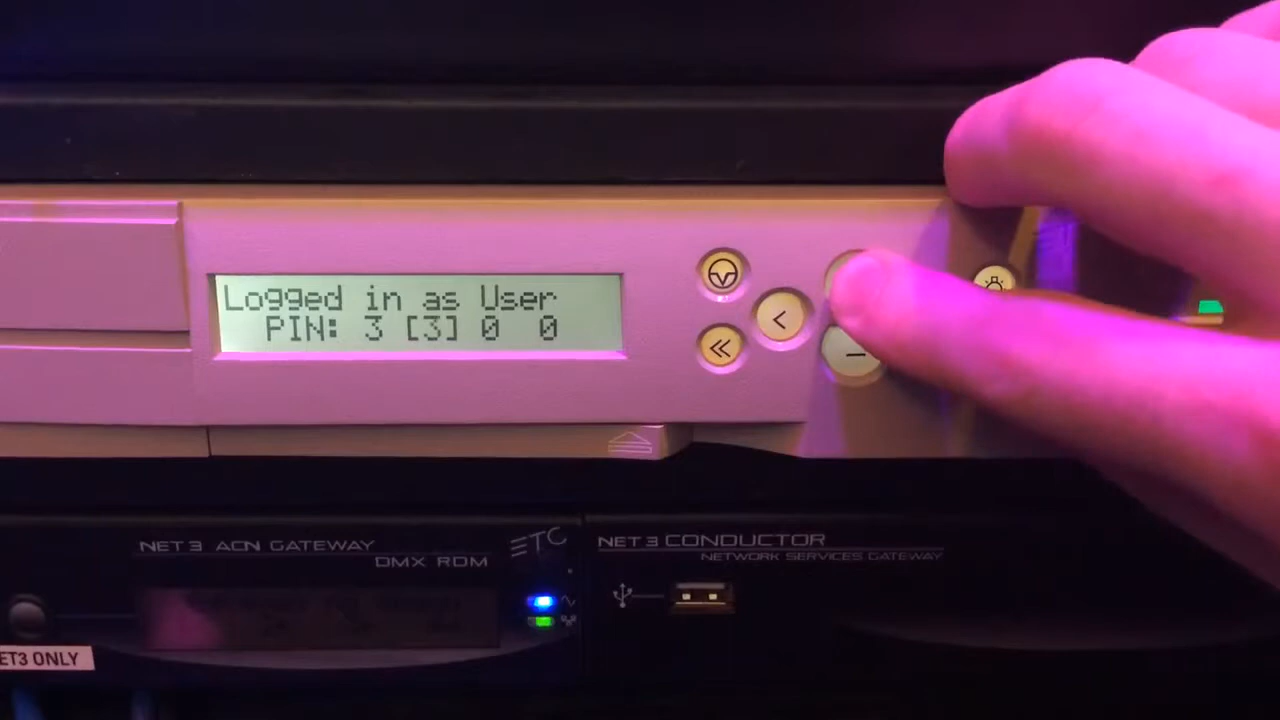 Logged in as User
PIN: 3 [3] 0 0
NET 3 ACN GATEWAY
DMX RDM
ETC
NET 3 CONDUCTOR
NETWORK SERVICES GATEWAY
ET3 ONLY